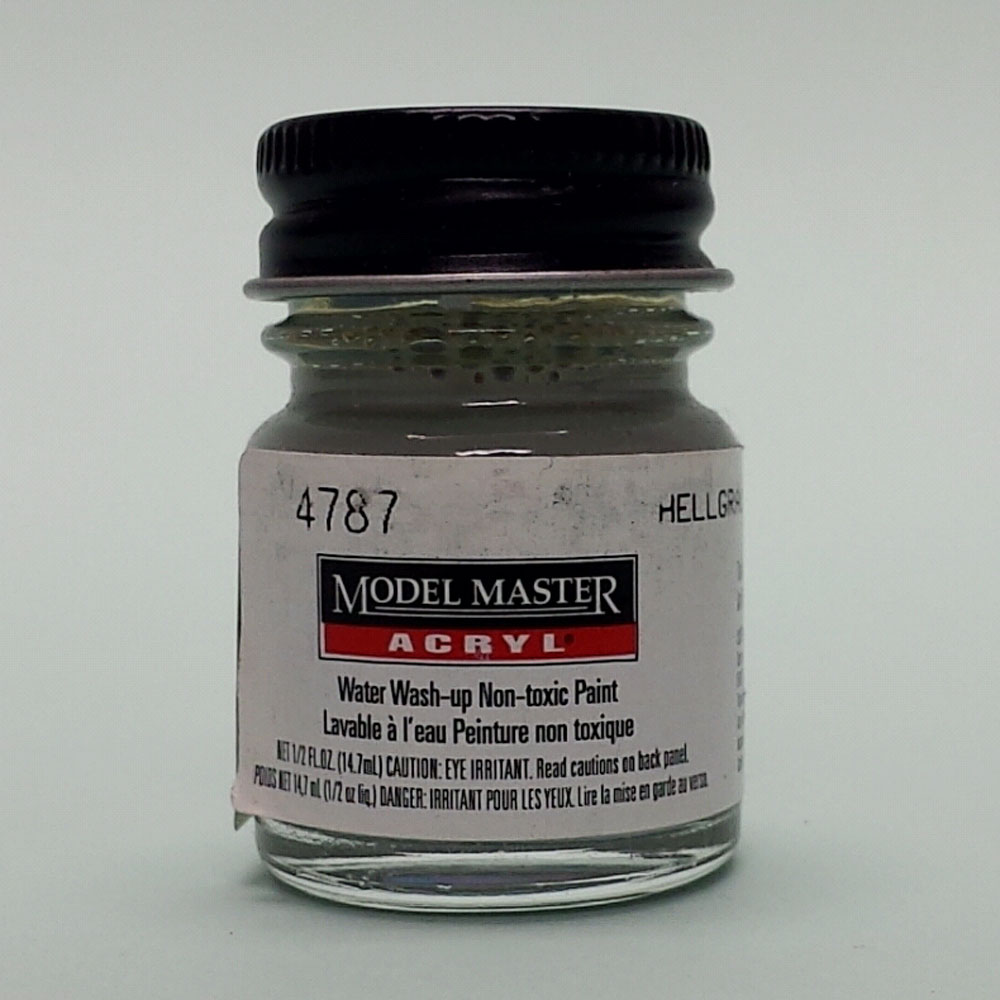 4787 HELLGRA
MODEL MASTER
ACRYL®
Water Wash-up Non-toxic Paint
Lavable à l'eau Peinture non toxique
NET 1/2 FL.OZ. (14.7mL) CAUTION: EYE IRRITANT. Read cautions on back panel.
POIDS NET 14,7 mL (1/2 oz liq.) DANGER: IRRITANT POUR LES YEUX. Lire la mise en garde au verso.